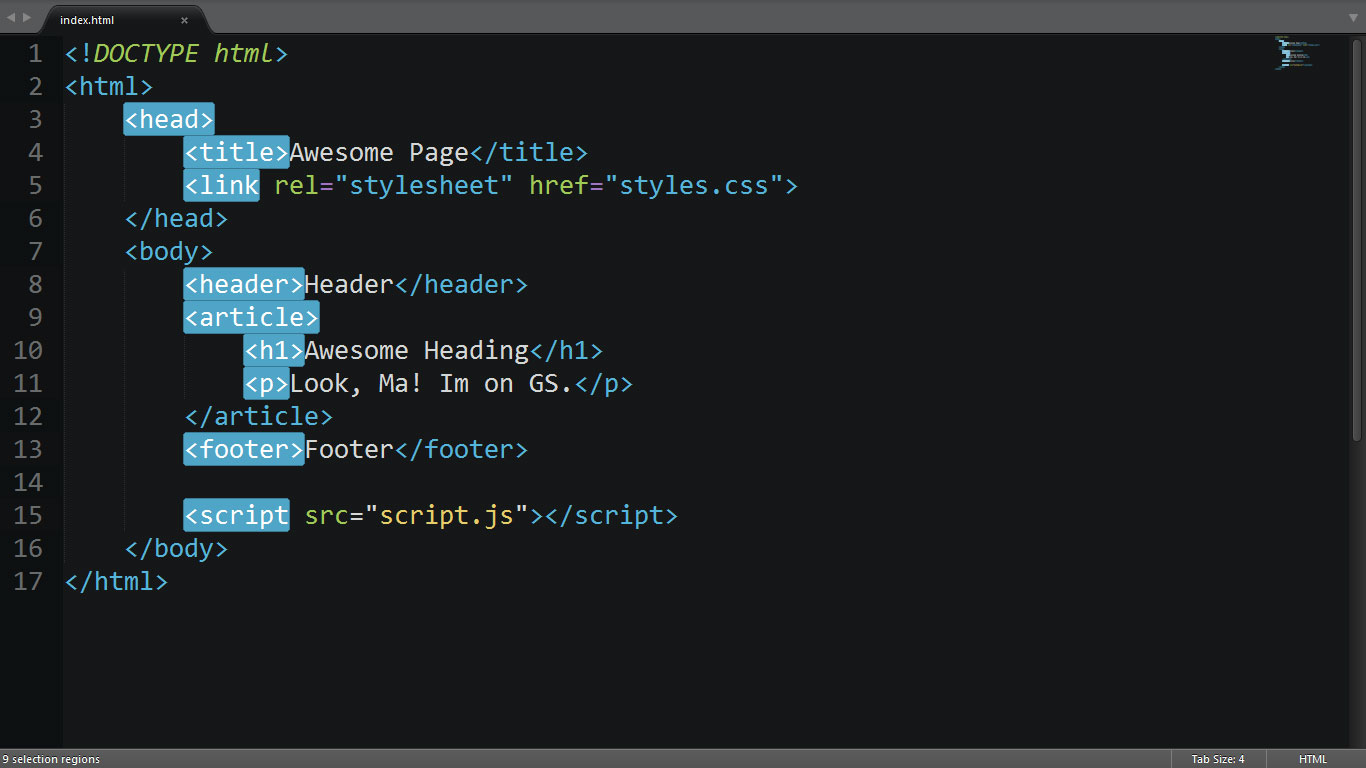 index.html ×
1 <!DOCTYPE html>
2 <html>
3     <head>
4         <title>Awesome Page</title>
5         <link rel="stylesheet" href="styles.css">
6     </head>
7     <body>
8         <header>Header</header>
9         <article>
10             <h1>Awesome Heading</h1>
11             <p>Look, Ma! Im on GS.</p>
12         </article>
13         <footer>Footer</footer>
14
15         <script src="script.js"></script>
16     </body>
17 </html>
9 selection regions Tab Size: 4 HTML